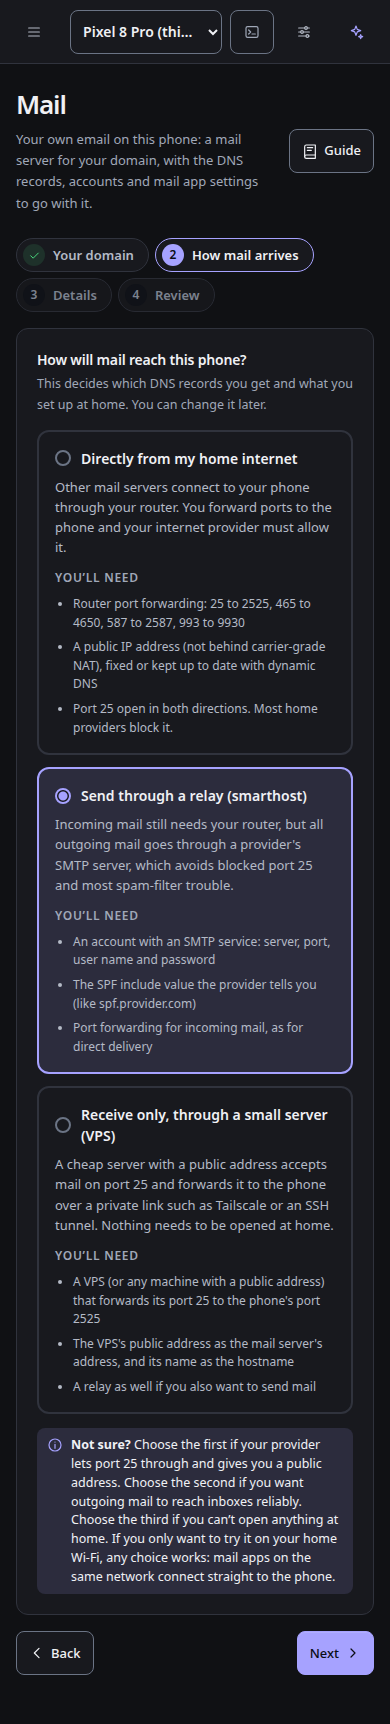 Pixel 8 Pro (thi...
Mail
Your own email on this phone: a mail
server for your domain, with the DNS
records, accounts and mail app settings
to go with it.
Guide
Your domain
2 How mail arrives
3 Details
4 Review
How will mail reach this phone?
This decides which DNS records you get and what you
set up at home. You can change it later.
Directly from my home internet
Other mail servers connect to your phone
through your router. You forward ports to the
phone and your internet provider must allow
it.
YOU'LL NEED
• Router port forwarding: 25 to 2525, 465 to
4650, 587 to 2587, 993 to 9930
• A public IP address (not behind carrier-grade
NAT), fixed or kept up to date with dynamic
DNS
• Port 25 open in both directions. Most home
providers block it.
Send through a relay (smarthost)
Incoming mail still needs your router, but all
outgoing mail goes through a provider's
SMTP server, which avoids blocked port 25
and most spam-filter trouble.
YOU'LL NEED
• An account with an SMTP service: server, port,
user name and password
• The SPF include value the provider tells you
(like spf.provider.com)
• Port forwarding for incoming mail, as for
direct delivery
Receive only, through a small server
(VPS)
A cheap server with a public address accepts
mail on port 25 and forwards it to the phone
over a private link such as Tailscale or an SSH
tunnel. Nothing needs to be opened at home.
YOU'LL NEED
• A VPS (or any machine with a public address)
that forwards its port 25 to the phone's port
2525
• The VPS's public address as the mail server's
address, and its name as the hostname
• A relay as well if you also want to send mail
Not sure? Choose the first if your provider
lets port 25 through and gives you a public
address. Choose the second if you want
outgoing mail to reach inboxes reliably.
Choose the third if you can't open anything at
home. If you only want to try it on your home
Wi-Fi, any choice works: mail apps on the
same network connect straight to the phone.
Back
Next